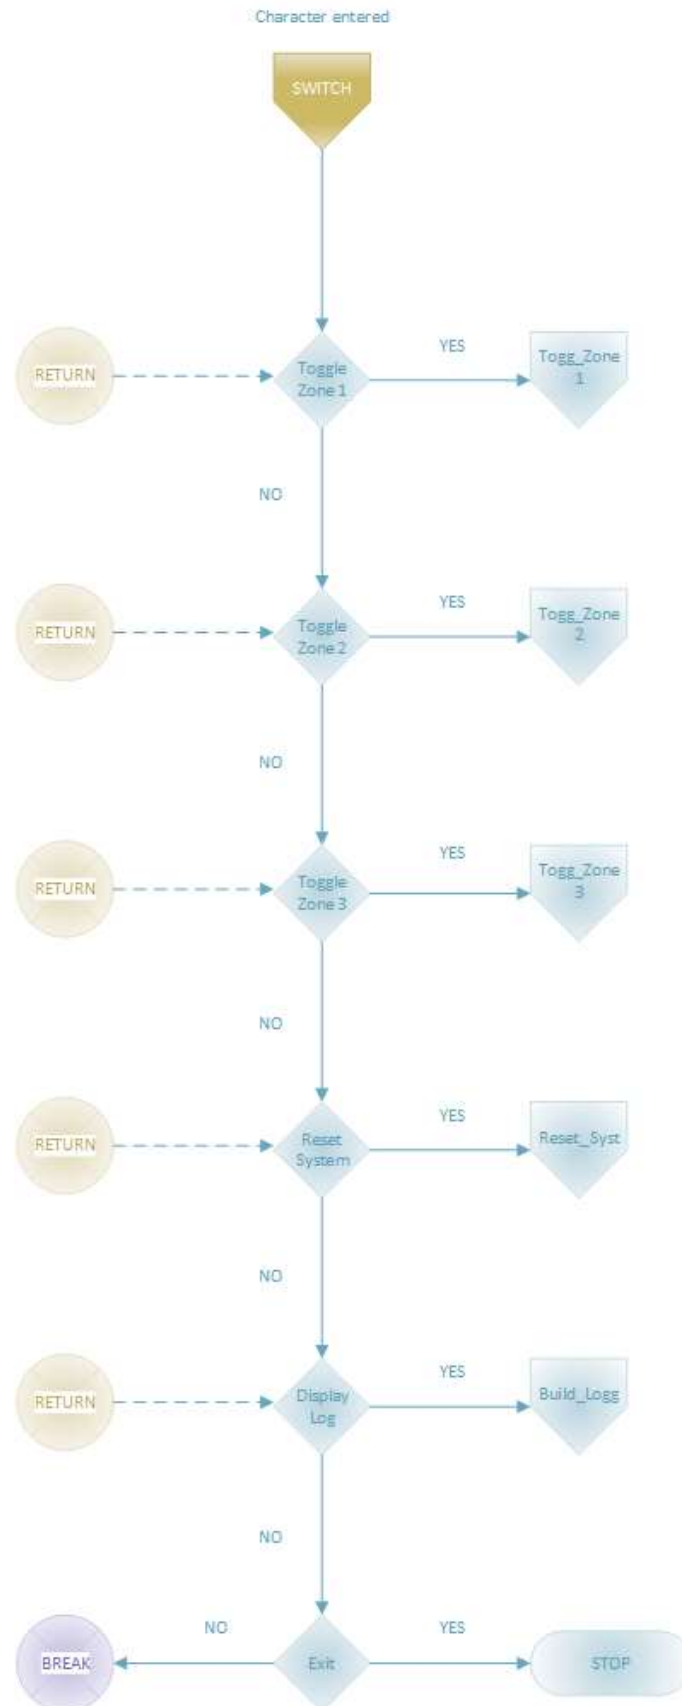 Character entered
SWITCH
YES
RETURN
Toggle
Zone 1
Togg_Zone
1
NO
YES
RETURN
Toggle
Zone 2
Togg_Zone
2
NO
YES
RETURN
Toggle
Zone 3
Togg_Zone
3
NO
YES
RETURN
Reset
System
Reset_Syst
NO
YES
RETURN
Display
Log
Build_Logg
NO
NO
YES
BREAK
Exit
STOP